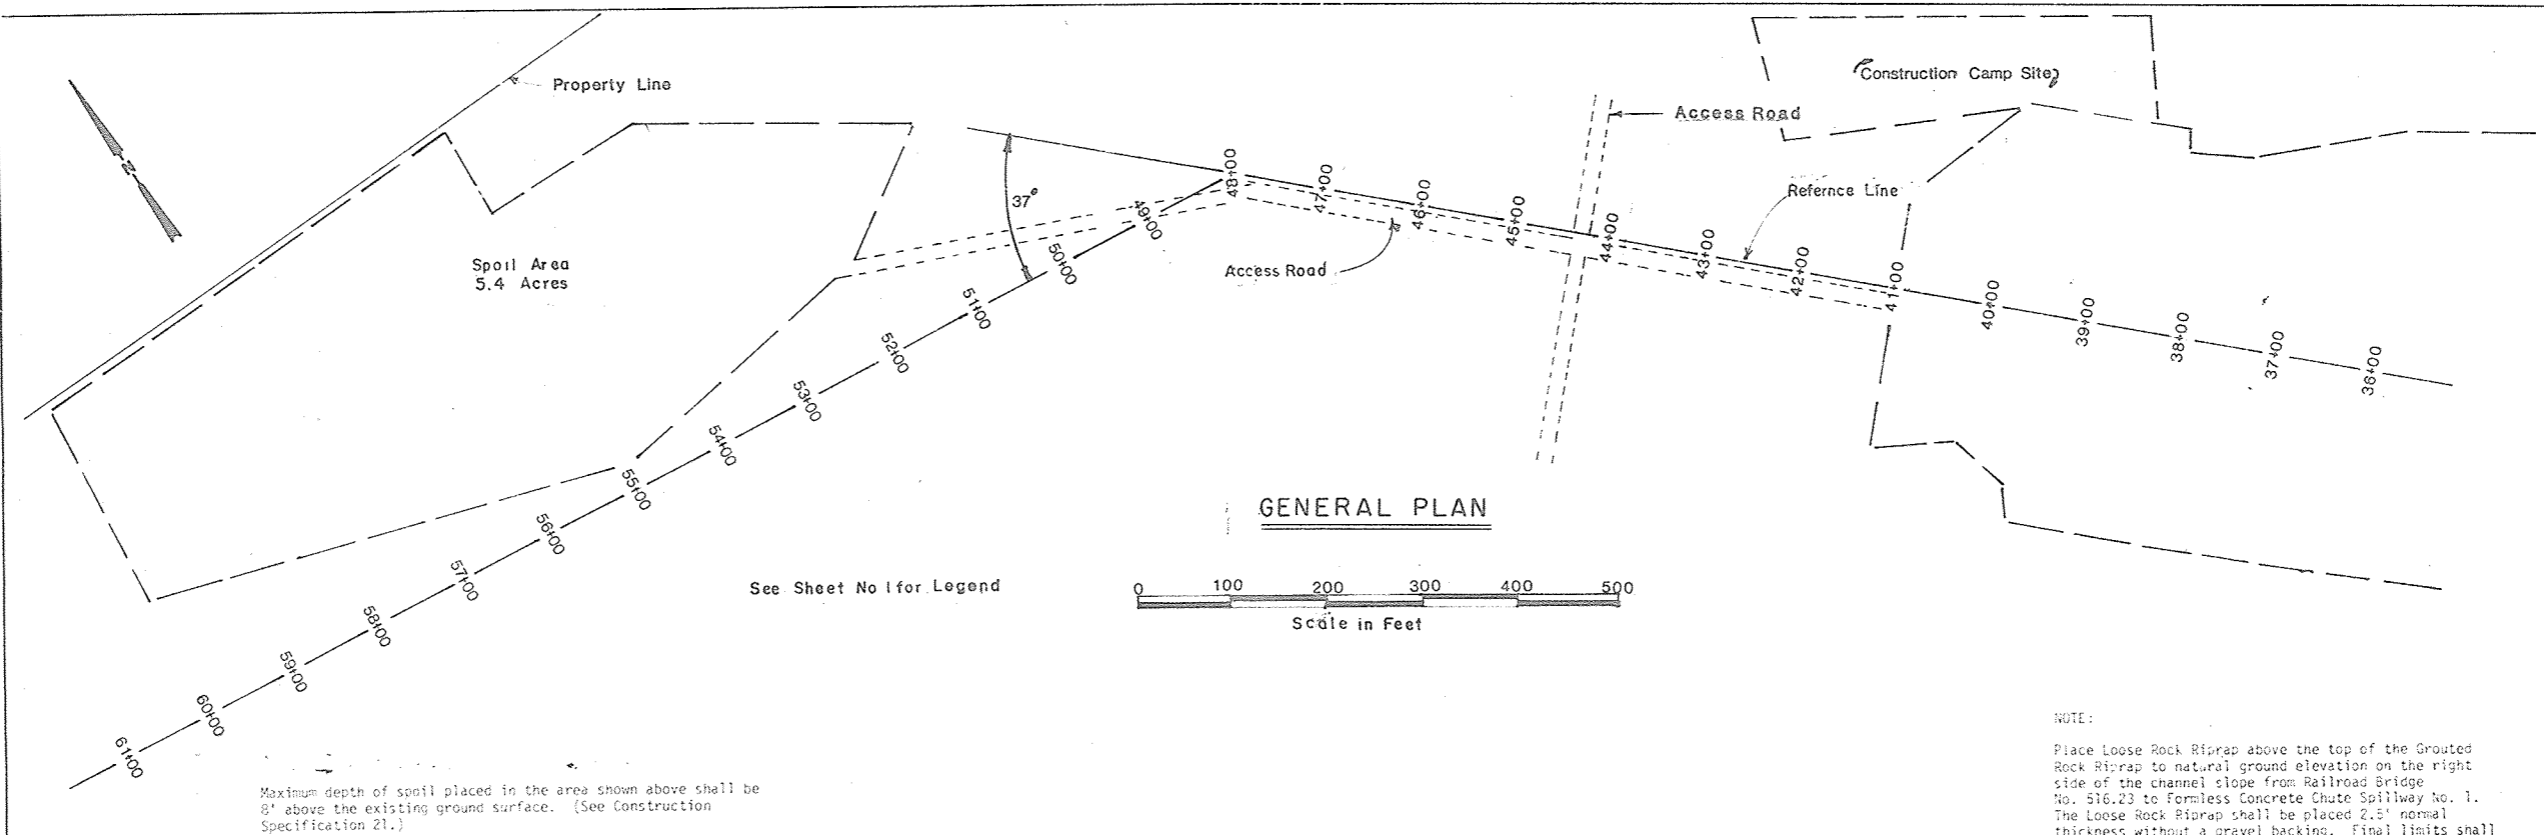 Property Line
Construction Camp Site
Access Road
N
37°
Refernce Line
Spoil Area
5.4 Acres
Access Road
48+00
47+00
46+00
45+00
44+00
43+00
42+00
41+00
40+00
39+00
38+00
37+00
36+00
49+00
50+00
51+00
52+00
53+00
54+00
55+00
56+00
57+00
58+00
59+00
60+00
61+00
GENERAL PLAN
See Sheet No 1 for Legend
0 100 200 300 400 500
Scale in Feet
Maximum depth of spoil placed in the area shown above shall be
8' above the existing ground surface. (See Construction
Specification 21.)
NOTE:
Place Loose Rock Riprap above the top of the Grouted
Rock Riprap to natural ground elevation on the right
side of the channel slope from Railroad Bridge
No. 516.23 to Formless Concrete Chute Spillway No. 1.
The Loose Rock Riprap shall be placed 2.5' normal
thickness without a gravel backing. Final limits shall